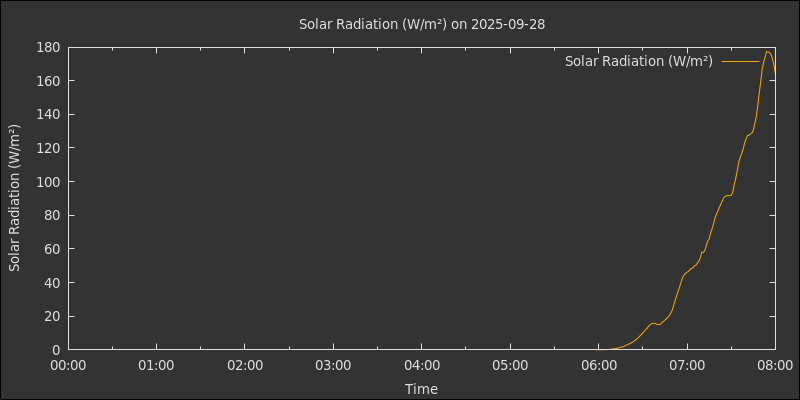 Solar Radiation (W/m²) on 2025-09-28
Solar Radiation (W/m²)
180
160
140
120
100
80
60
40
20
0
Solar Radiation (W/m²)
00:00 01:00 02:00 03:00 04:00 05:00 06:00 07:00 08:00
Time